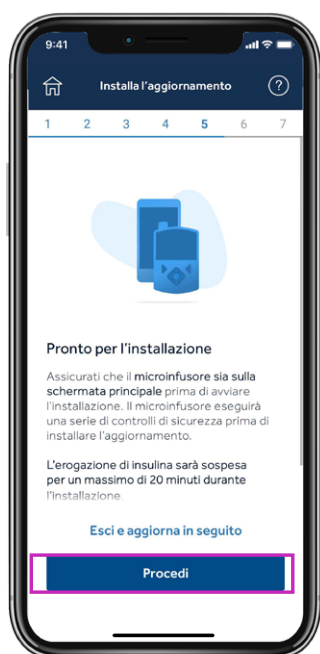 9:41
Installa l'aggiornamento ?
1 2 3 4 5 6 7
Pronto per l'installazione
Assicurati che il microinfusore sia sulla
schermata principale prima di avviare
l'installazione. Il microinfusore eseguirà
una serie di controlli di sicurezza prima di
installare l'aggiornamento.
L'erogazione di insulina sarà sospesa
per un massimo di 20 minuti durante
l'installazione.
Esci e aggiorna in seguito
Procedi